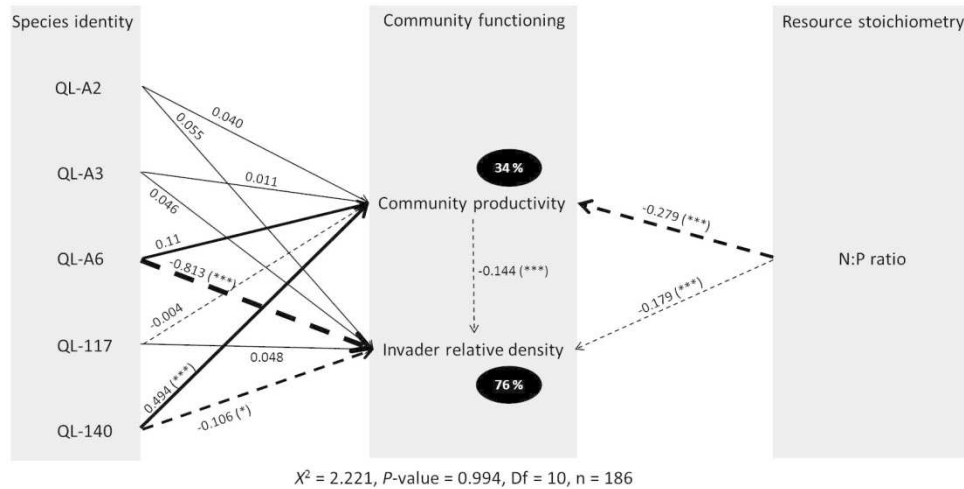 Species identity
Community functioning
Resource stoichiometry
QL-A2
0.040
0.055
QL-A3
0.011
34 %
0.046
Community productivity
-0.279 (***)
0.11
QL-A6
-0.813 (***)
-0.144 (***)
N:P ratio
-0.004
-0.179 (***)
QL-117
0.048
Invader relative density
0.494 (***)
76 %
-0.106 (*)
QL-140
X² = 2.221, P-value = 0.994, Df = 10, n = 186